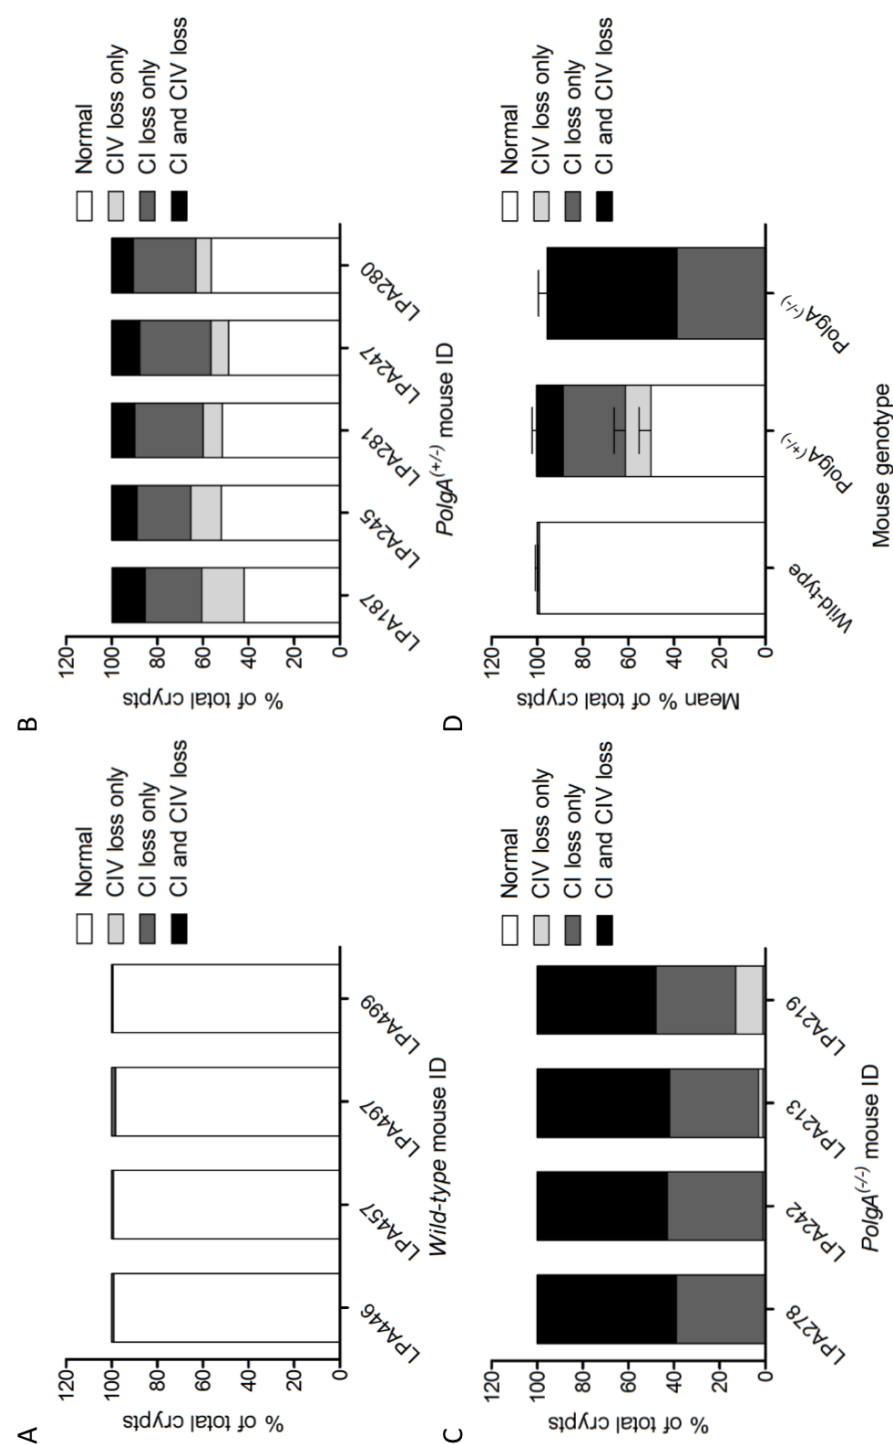 A
120
100
80
60
40
20
0
% of total crypts
LPA446
LPA457
LPA497
LPA499
Wild-type mouse ID
Normal
CIV loss only
CI loss only
CI and CIV loss
B
120
100
80
60
40
20
0
% of total crypts
LPA187
LPA245
LPA281
LPA247
LPA280
PolgA(+/-) mouse ID
Normal
CIV loss only
CI loss only
CI and CIV loss
C
120
100
80
60
40
20
0
% of total crypts
LPA278
LPA242
LPA213
LPA219
PolgA(-/-) mouse ID
Normal
CIV loss only
CI loss only
CI and CIV loss
D
120
100
80
60
40
20
0
Mean % of total crypts
Wild-type
PolgA(+/-)
PolgA(-/-)
Mouse genotype
Normal
CIV loss only
CI loss only
CI and CIV loss